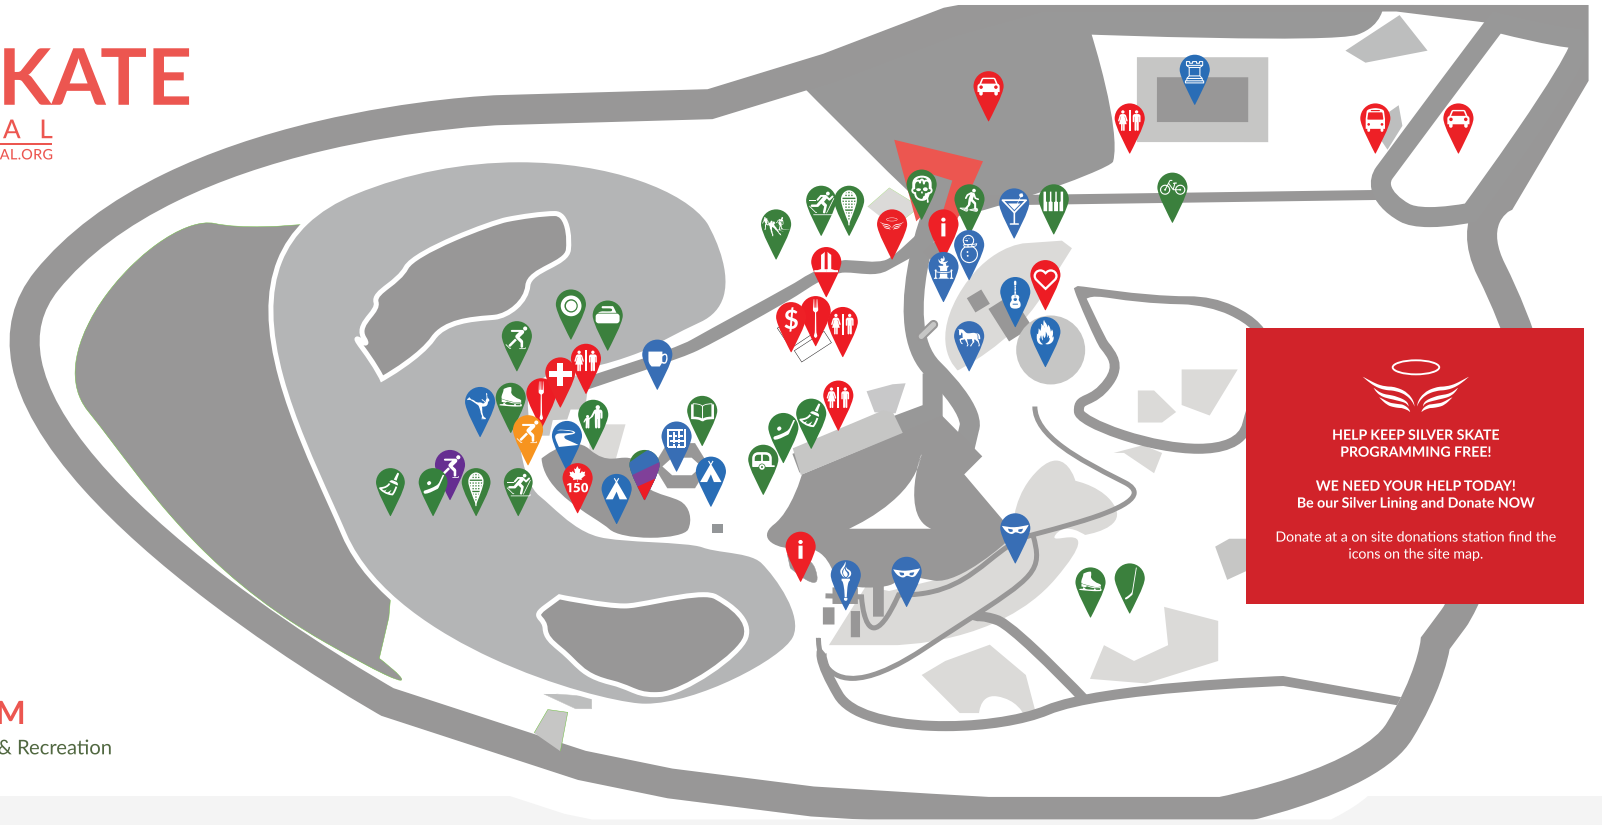 KATE
A L
AL.ORG
i
$
150
i
HELP KEEP SILVER SKATE
PROGRAMMING FREE!
WE NEED YOUR HELP TODAY!
Be our Silver Lining and Donate NOW
Donate at a on site donations station find the
icons on the site map.
M
& Recreation